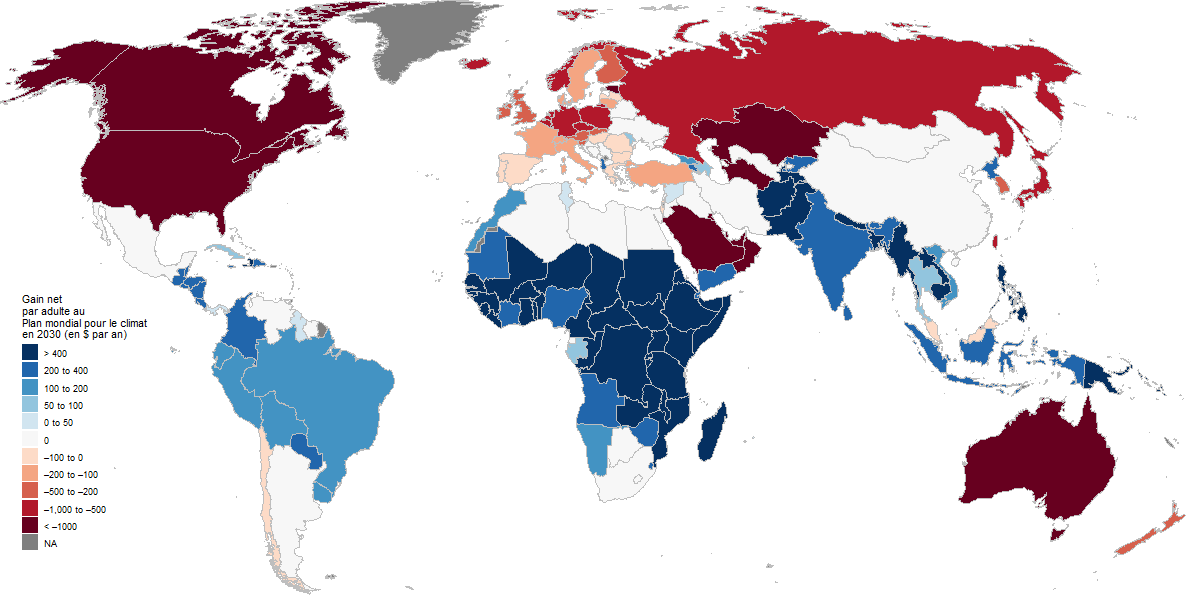 Gain net
par adulte au
Plan mondial pour le climat
en 2030 (en $ par an)
> 400
200 to 400
100 to 200
50 to 100
0 to 50
0
–100 to 0
–200 to –100
–500 to –200
–1,000 to –500
< –1000
NA